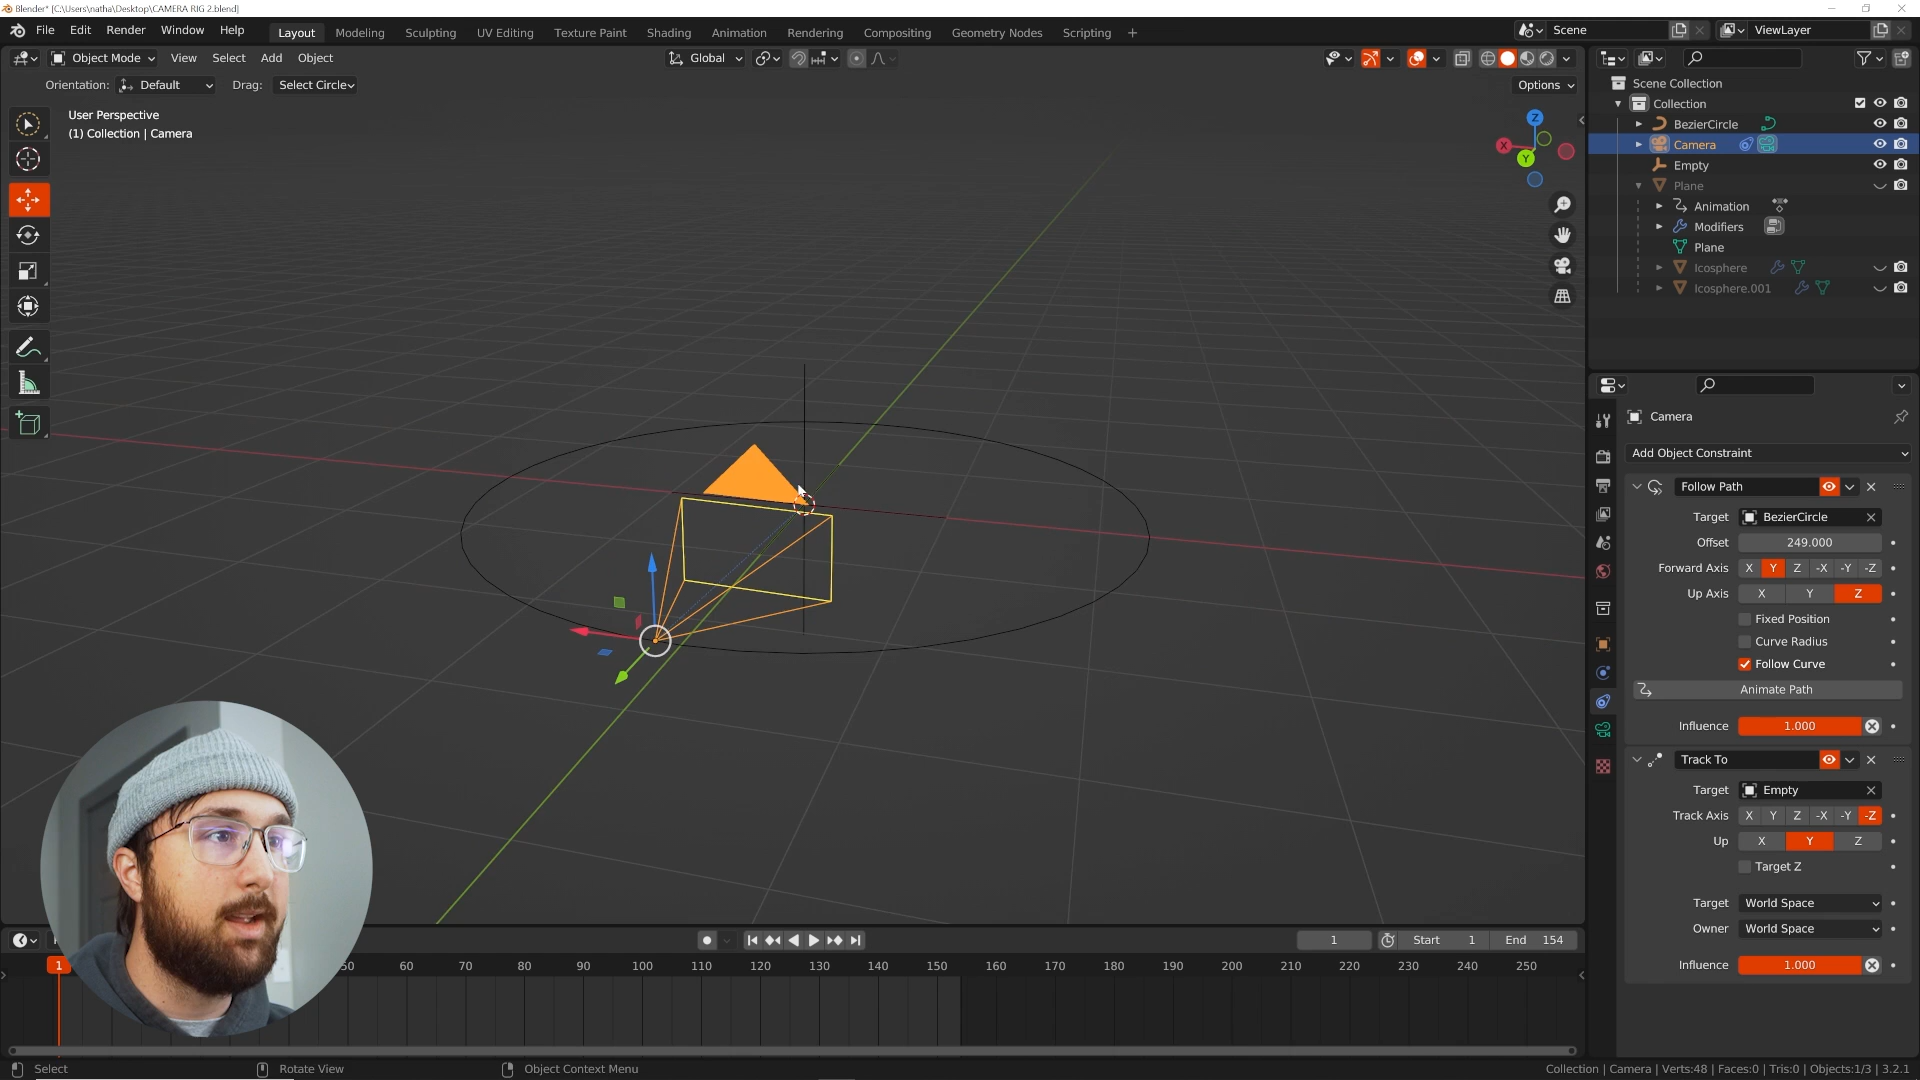 Blender* [C:\Users\natha\Desktop\CAMERA RIG 2.blend]
File Edit Render Window Help Layout Modeling Sculpting UV Editing Texture Paint Shading Animation Rendering Compositing Geometry Nodes Scripting + Scene ViewLayer
Object Mode View Select Add Object Global
Orientation: Default Drag: Select Circle Options
User Perspective
(1) Collection | Camera
Z
X
Y
Scene Collection
Collection
BezierCircle
Camera
Empty
Plane
Animation
Modifiers
Plane
Icosphere
Icosphere.001
Camera
Add Object Constraint
Follow Path
Target BezierCircle
Offset 249.000
Forward Axis X Y Z -X -Y -Z
Up Axis X Y Z
Fixed Position
Curve Radius
Follow Curve
Animate Path
Influence 1.000
Track To
Target Empty
Track Axis X Y Z -X -Y -Z
Up X Y Z
Target Z
Target World Space
Owner World Space
Influence 1.000
1 Start 1 End 154
1 50 60 70 80 90 100 110 120 130 140 150 160 170 180 190 200 210 220 230 240 250
Select Rotate View Object Context Menu Collection | Camera | Verts:48 | Faces:0 | Tris:0 | Objects:1/3 | 3.2.1